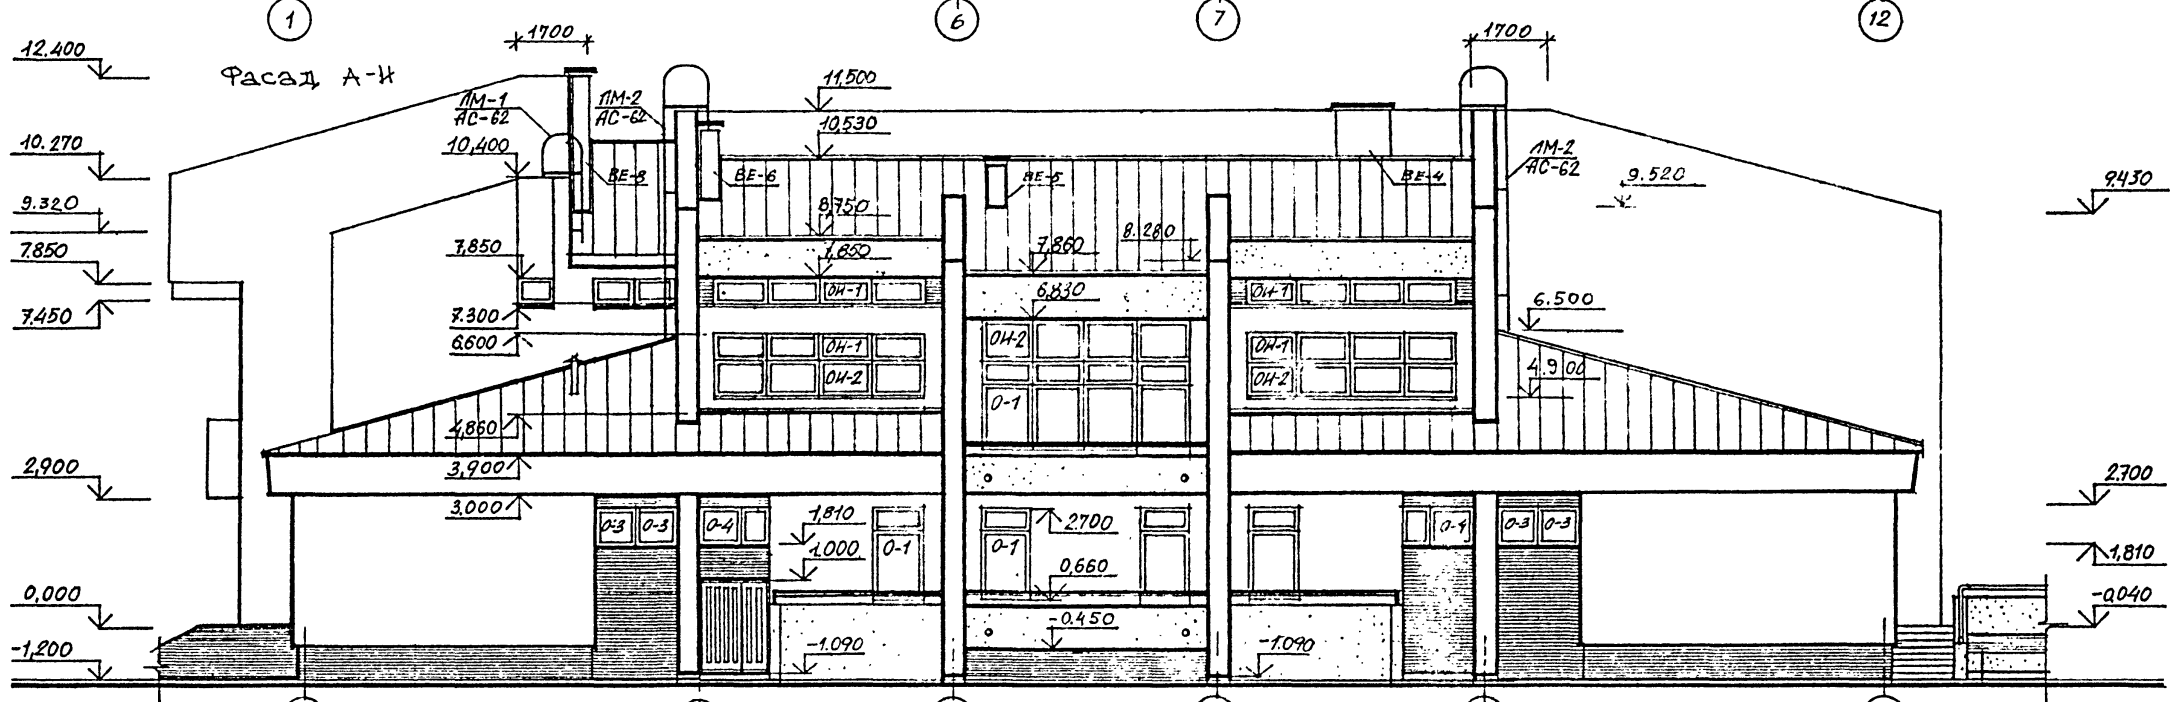 1
6
7
12
12.400
1700
1700
Фасад А-И
ЛМ-1
АС-62
ЛМ-2
АС-62
11,500
10,530
10.270
10,400
ВЕ-8
ВЕ-6
ВЕ-5
ВЕ-4
ЛМ-2
АС-62
9.520
9.430
9.320
8,750
8.280
7.850
7,850
7,850
7,860
ОН-1
ОН-1
6,830
7.450
7.300
6.600
6.500
ОН-1
ОН-2
ОН-2
О-1
ОН-1
ОН-2
4.900
4,860
3,900
2,900
3,000
2.700
О-3
О-3
О-4
1,810
1.000
О-1
О-1
2.700
О-4
О-3
О-3
1,810
0,660
0,000
-0,040
-0.450
-1,200
-1.090
-1.090